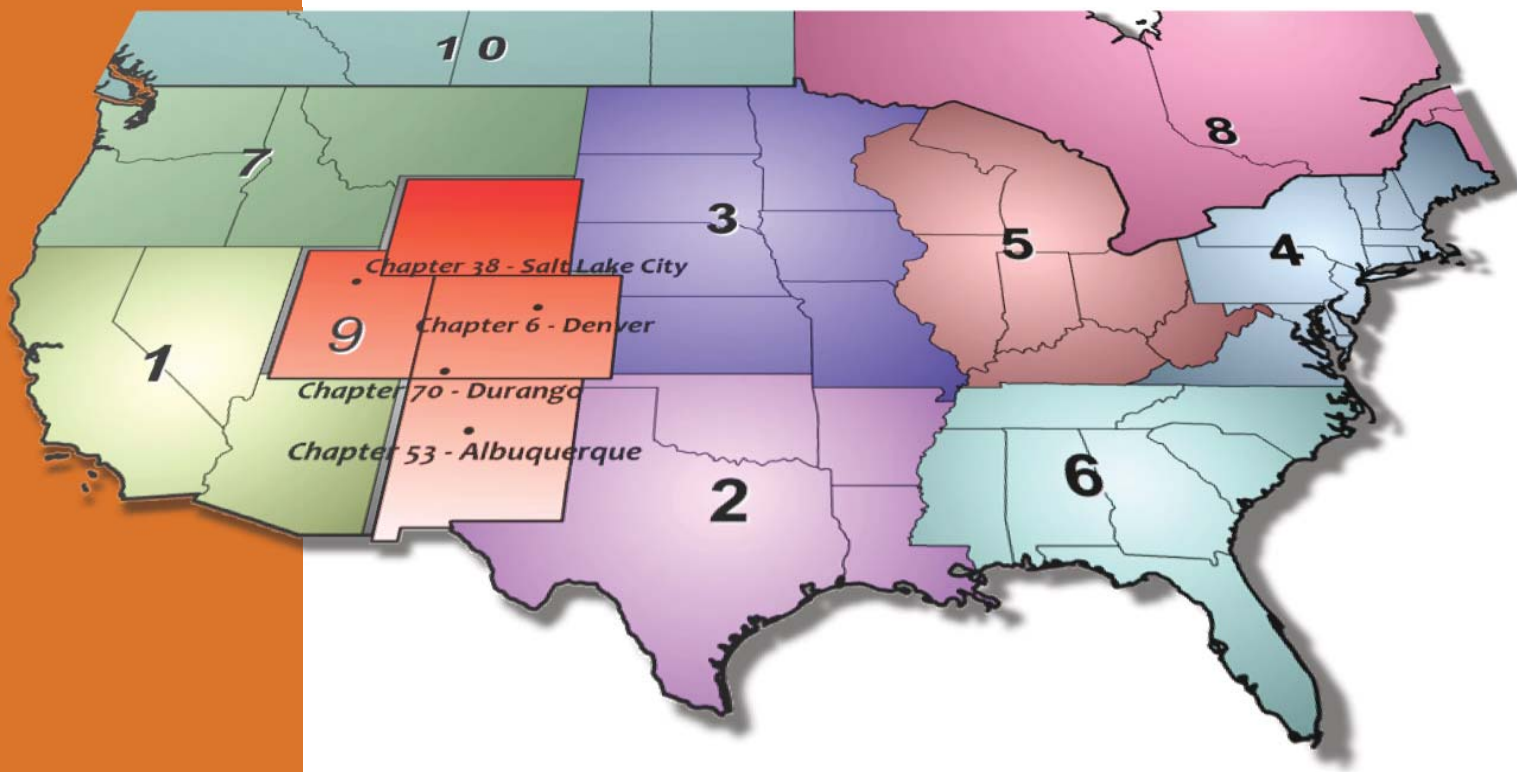 10
8
7
3
5
4
Chapter 38 - Salt Lake City
9
Chapter 6 - Denver
1
Chapter 70 - Durango
Chapter 53 - Albuquerque
2
6